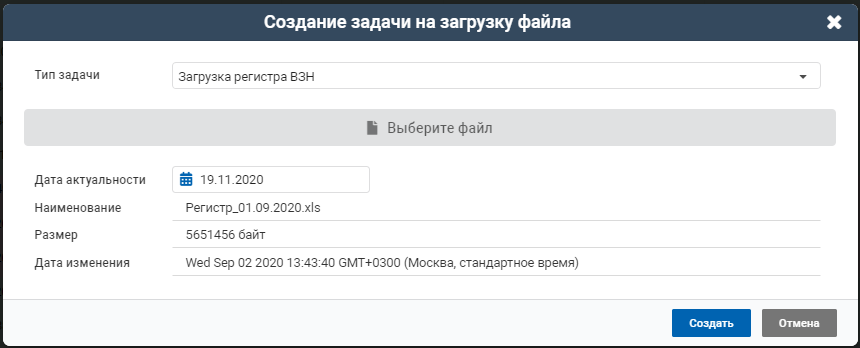 Создание задачи на загрузку файла
Тип задачи Загрузка регистра ВЗН
Выберите файл
Дата актуальности 19.11.2020
Наименование Регистр_01.09.2020.xls
Размер 5651456 байт
Дата изменения Wed Sep 02 2020 13:43:40 GMT+0300 (Москва, стандартное время)
Создать Отмена